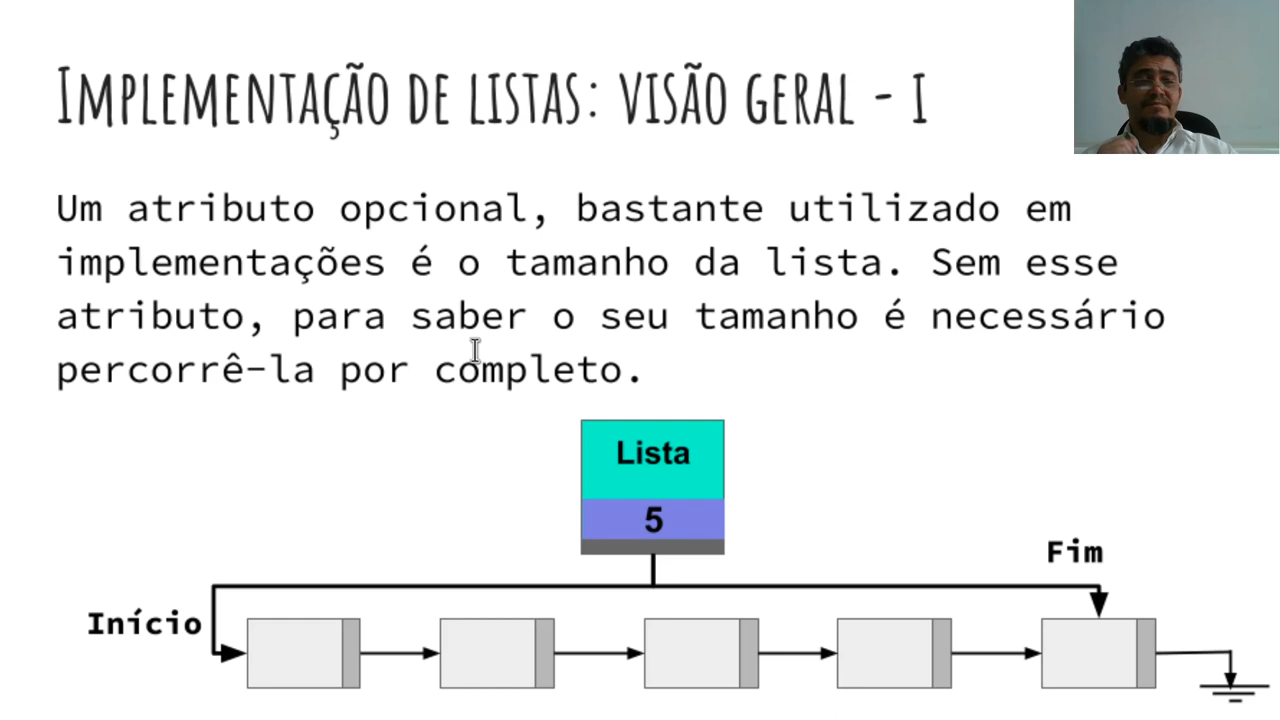 Implementação de listas: visão geral - I
Um atributo opcional, bastante utilizado em
implementações é o tamanho da lista. Sem esse
atributo, para saber o seu tamanho é necessário
percorrê-la por completo.
Lista
5
Fim
Início